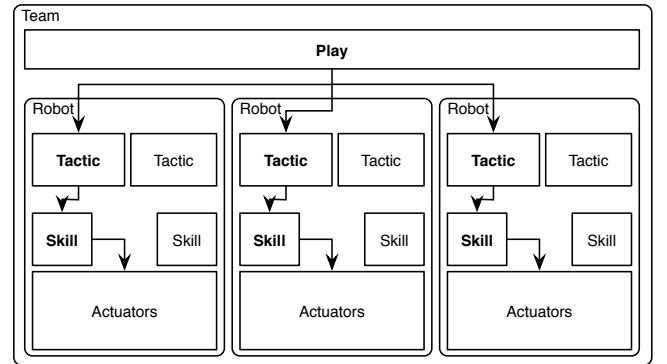 Team
Play
Robot Robot Robot
Tactic Tactic Tactic Tactic Tactic Tactic
Skill Skill Skill Skill Skill Skill
Actuators Actuators Actuators